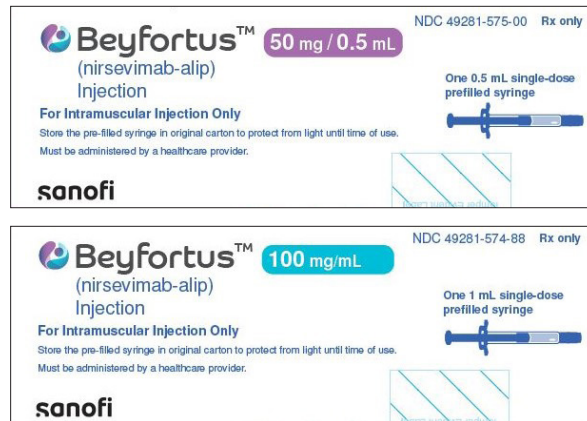 Beyfortus™ 50 mg / 0.5 mL
NDC 49281-575-00 Rx only
(nirsevimab-alip)
Injection
One 0.5 mL single-dose
prefilled syringe
For Intramuscular Injection Only
Store the pre-filled syringe in original carton to protect from light until time of use.
Must be administered by a healthcare provider.
sanofi
Beyfortus™ 100 mg/mL
NDC 49281-574-88 Rx only
(nirsevimab-alip)
Injection
One 1 mL single-dose
prefilled syringe
For Intramuscular Injection Only
Store the pre-filled syringe in original carton to protect from light until time of use.
Must be administered by a healthcare provider.
sanofi